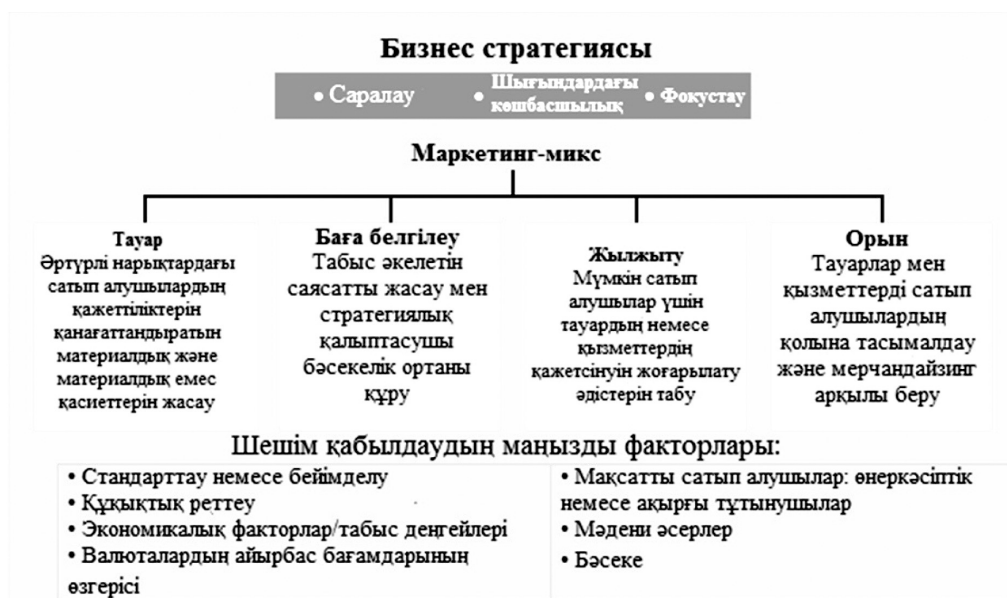 Бизнес стратегиясы
• Саралау
• Шығындардағы
көшбасшылық
• Фокустау
Маркетинг-микс
Тауар
Әртүрлі нарықтардағы
сатып алушылардың
қажеттіліктерін
қанағаттандыратын
материалдық және
материалдық емес
қасиеттерін жасау
Баға белгілеу
Табыс әкелетін
саясатты жасау мен
стратегиялық
қалыптасушы
бәсекелік ортаны
құру
Жылжыту
Мүмкін сатып
алушылар үшін
тауардың немесе
қызметтердің
қажетсінуін жоғарылату
әдістерін табу
Орын
Тауарлар мен
қызметтерді сатып
алушылардың
қолына тасымалдау
және мерчандайзинг
арқылы беру
Шешім қабылдаудың маңызды факторлары:
• Стандарттау немесе бейімделу
• Құқықтық реттеу
• Экономикалық факторлар/табыс деңгейлері
• Валюталардың айырбас бағамдарының
өзгерісі
• Мақсатты сатып алушылар: өнеркәсіптік
немесе ақырғы тұтынушылар
• Мәдени әсерлер
• Бәсеке